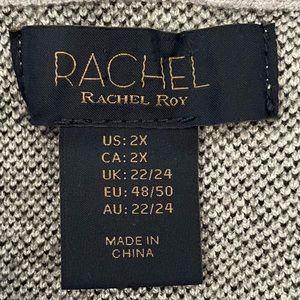 RACHEL
RACHEL ROY
US: 2X
CA: 2X
UK: 22/24
EU: 48/50
AU: 22/24
MADE IN
CHINA